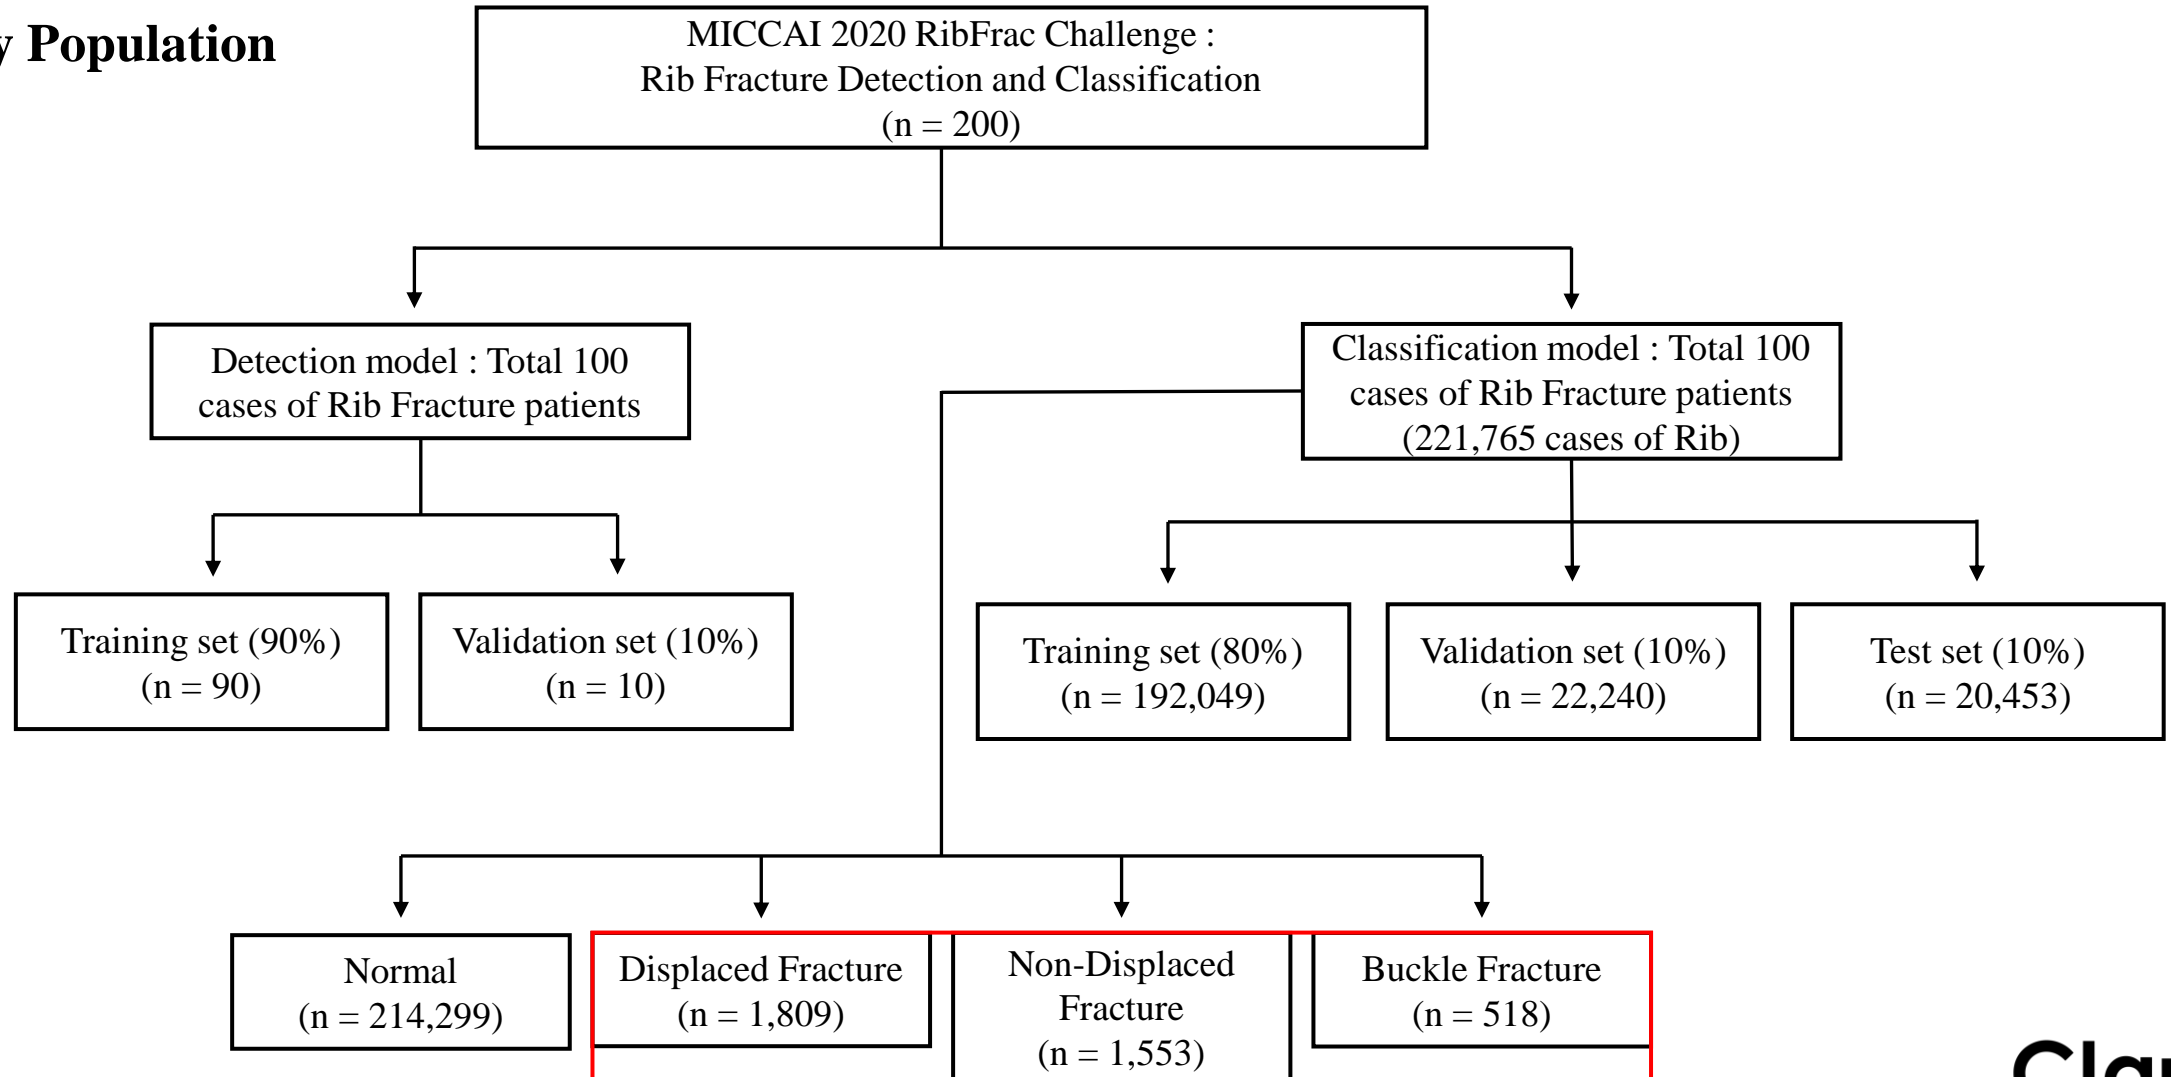 y Population
MICCAI 2020 RibFrac Challenge :
Rib Fracture Detection and Classification
(n = 200)
Detection model : Total 100
cases of Rib Fracture patients
Classification model : Total 100
cases of Rib Fracture patients
(221,765 cases of Rib)
Training set (90%)
(n = 90)
Validation set (10%)
(n = 10)
Training set (80%)
(n = 192,049)
Validation set (10%)
(n = 22,240)
Test set (10%)
(n = 20,453)
Normal
(n = 214,299)
Displaced Fracture
(n = 1,809)
Non-Displaced
Fracture
(n = 1,553)
Buckle Fracture
(n = 518)